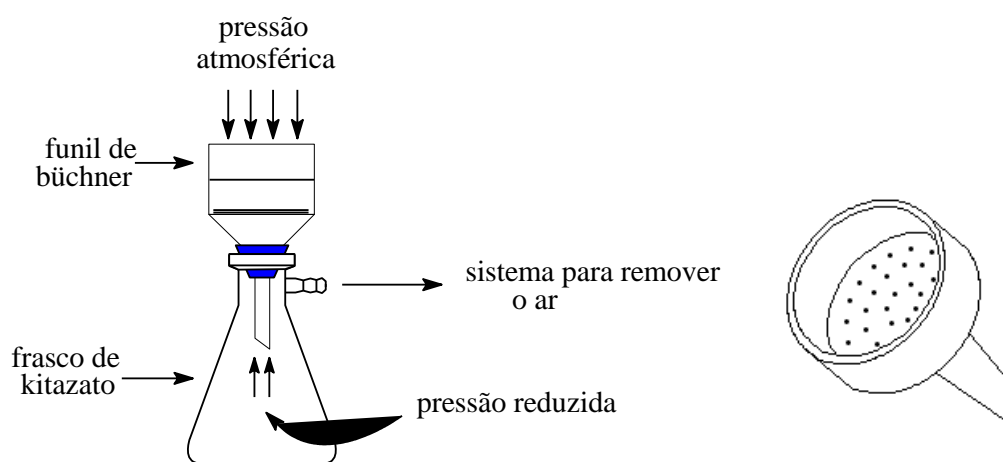 pressão
atmosférica
funil de
büchner
sistema para remover
o ar
frasco de
kitazato
pressão reduzida